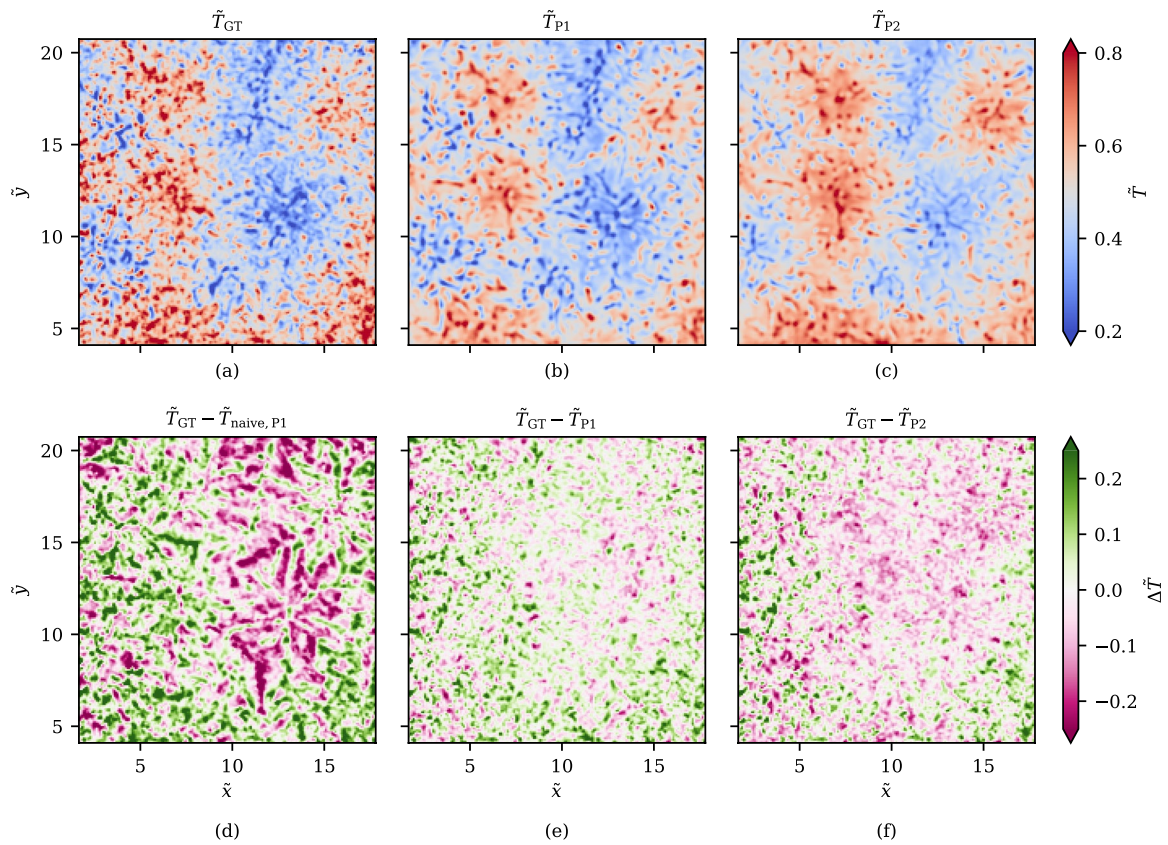 T̃_GT
T̃_P1
T̃_P2
20
15
10
5
ỹ
(a)
(b)
(c)
0.8
0.6
0.4
0.2
T̃
T̃_GT − T̃_naive, P1
T̃_GT − T̃_P1
T̃_GT − T̃_P2
20
15
10
5
ỹ
5 10 15
5 10 15
5 10 15
x̃
x̃
x̃
(d)
(e)
(f)
0.2
0.1
0.0
−0.1
−0.2
ΔT̃